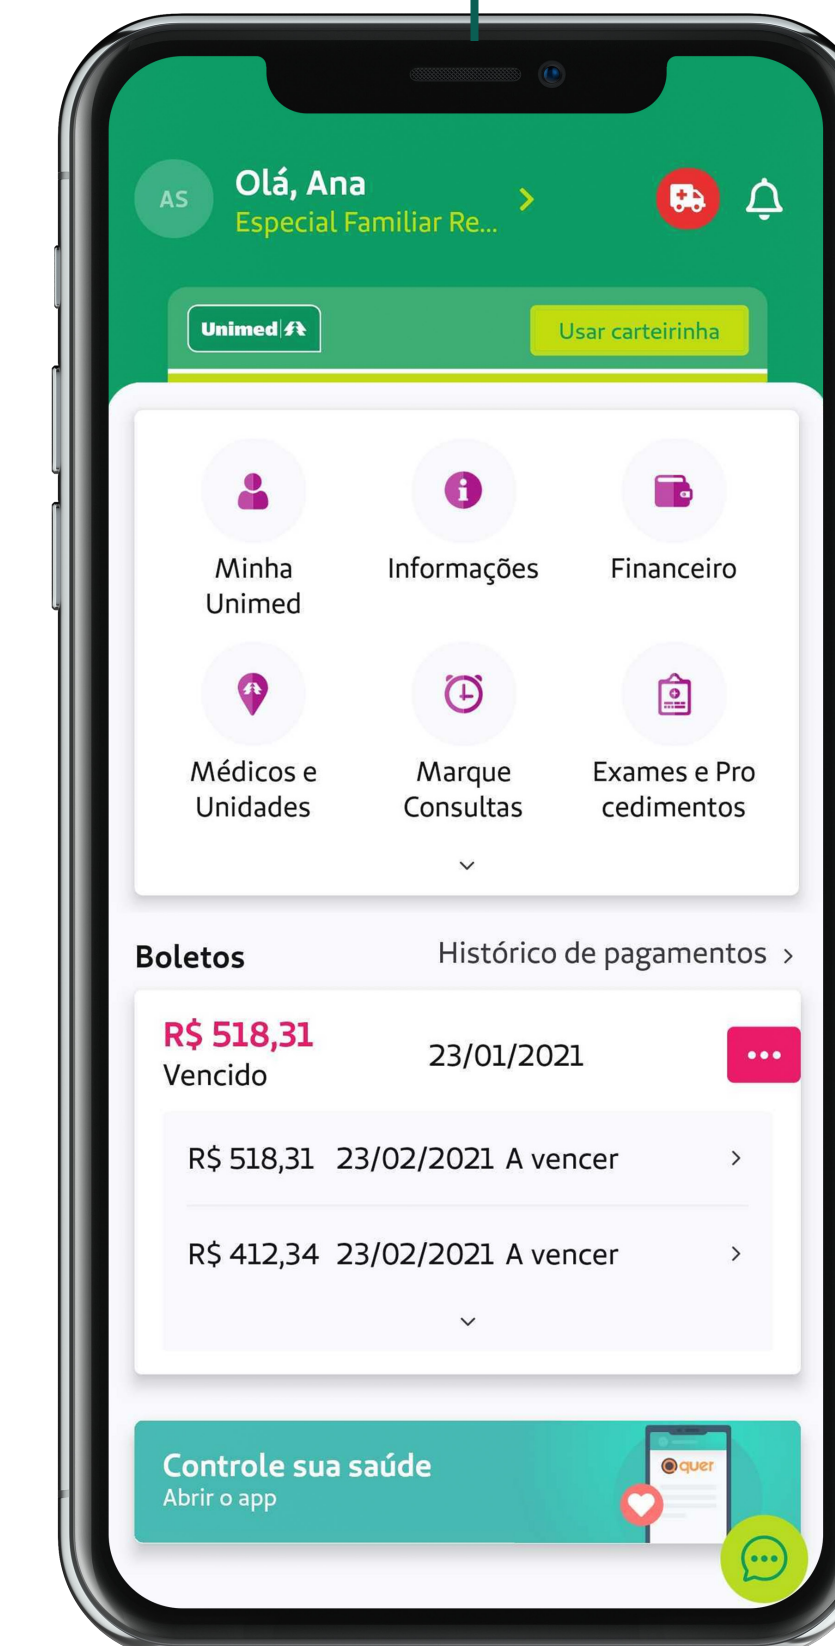 AS
Olá, Ana
Especial Familiar Re...
Unimed
Usar carteirinha
Minha
Unimed
Informações
Financeiro
Médicos e
Unidades
Marque
Consultas
Exames e Pro
cedimentos
Boletos
Histórico de pagamentos
R$ 518,31
Vencido
23/01/2021
R$ 518,31 23/02/2021 A vencer
R$ 412,34 23/02/2021 A vencer
Controle sua saúde
Abrir o app
quer